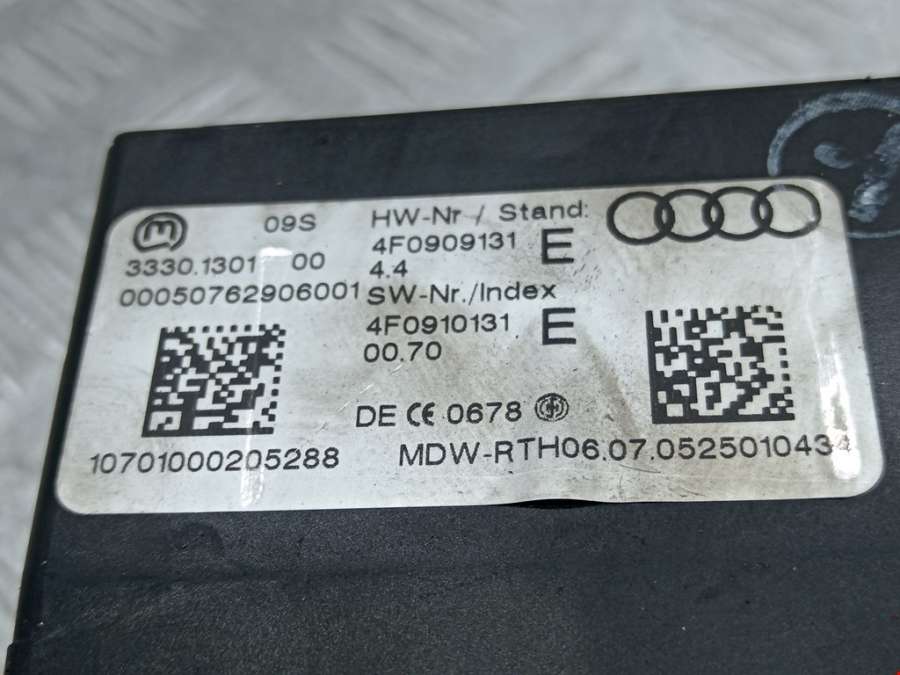 09S
3330.1301 00
00050762906001
HW-Nr / Stand:
4F0909131 E
4.4
SW-Nr./Index
4F0910131 E
00.70
DE CE 0678
10701000205288
MDW-RTH06.07.0525010434